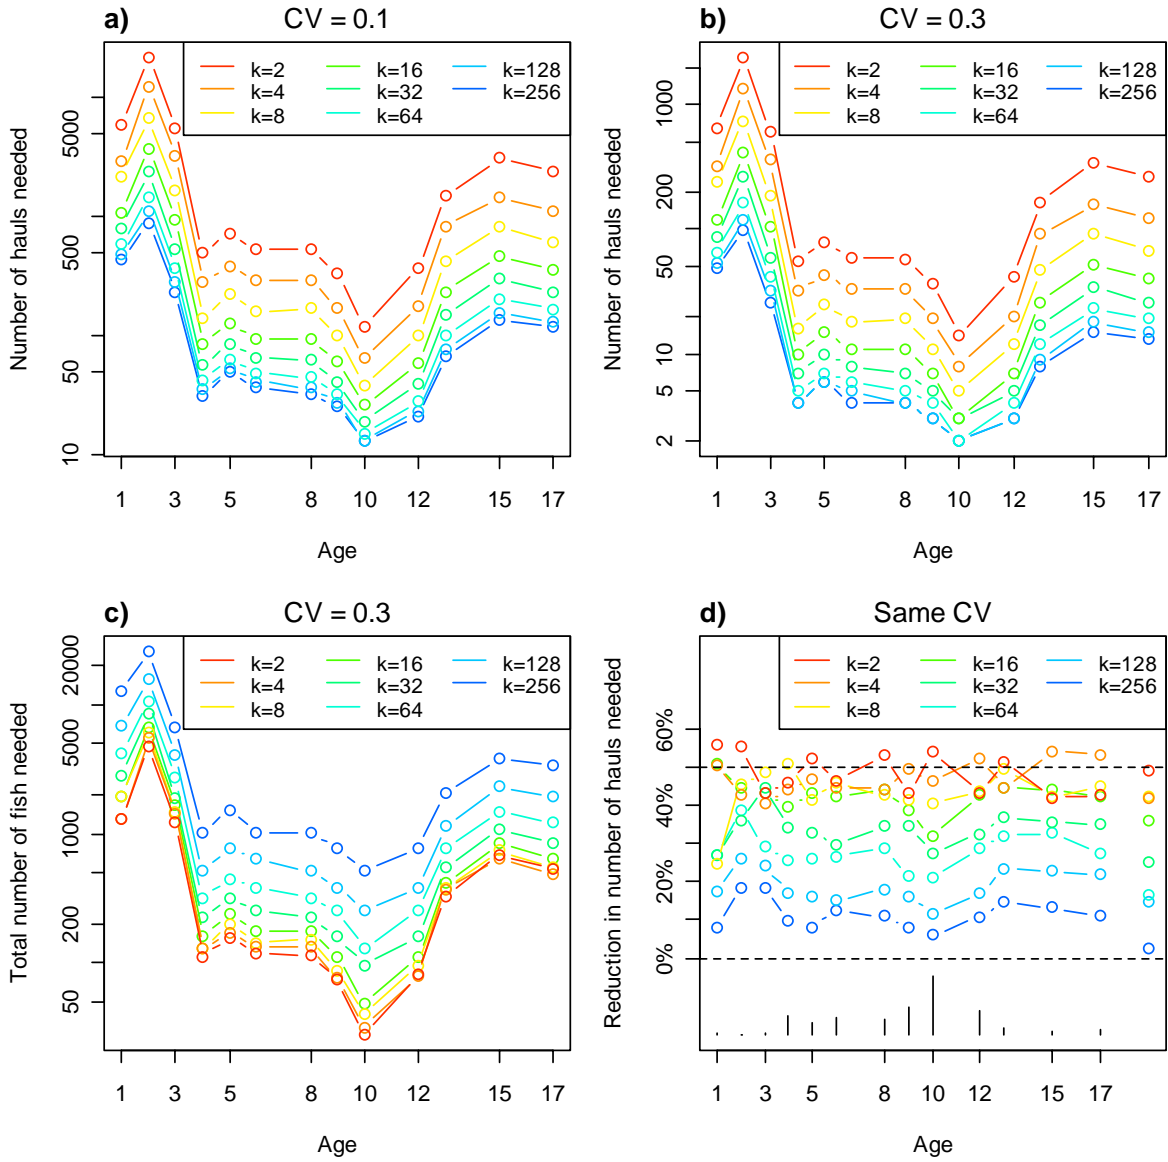 a) CV = 0.1
k=2 k=16 k=128
k=4 k=32 k=256
k=8 k=64
Number of hauls needed
5000
500
50
10
1 3 5 8 10 12 15 17
Age
b) CV = 0.3
k=2 k=16 k=128
k=4 k=32 k=256
k=8 k=64
Number of hauls needed
1000
200
50
10
5
2
1 3 5 8 10 12 15 17
Age
c) CV = 0.3
k=2 k=16 k=128
k=4 k=32 k=256
k=8 k=64
Total number of fish needed
20000
5000
1000
200
50
1 3 5 8 10 12 15 17
Age
d) Same CV
k=2 k=16 k=128
k=4 k=32 k=256
k=8 k=64
Reduction in number of hauls needed
60%
40%
20%
0%
1 3 5 8 10 12 15 17
Age